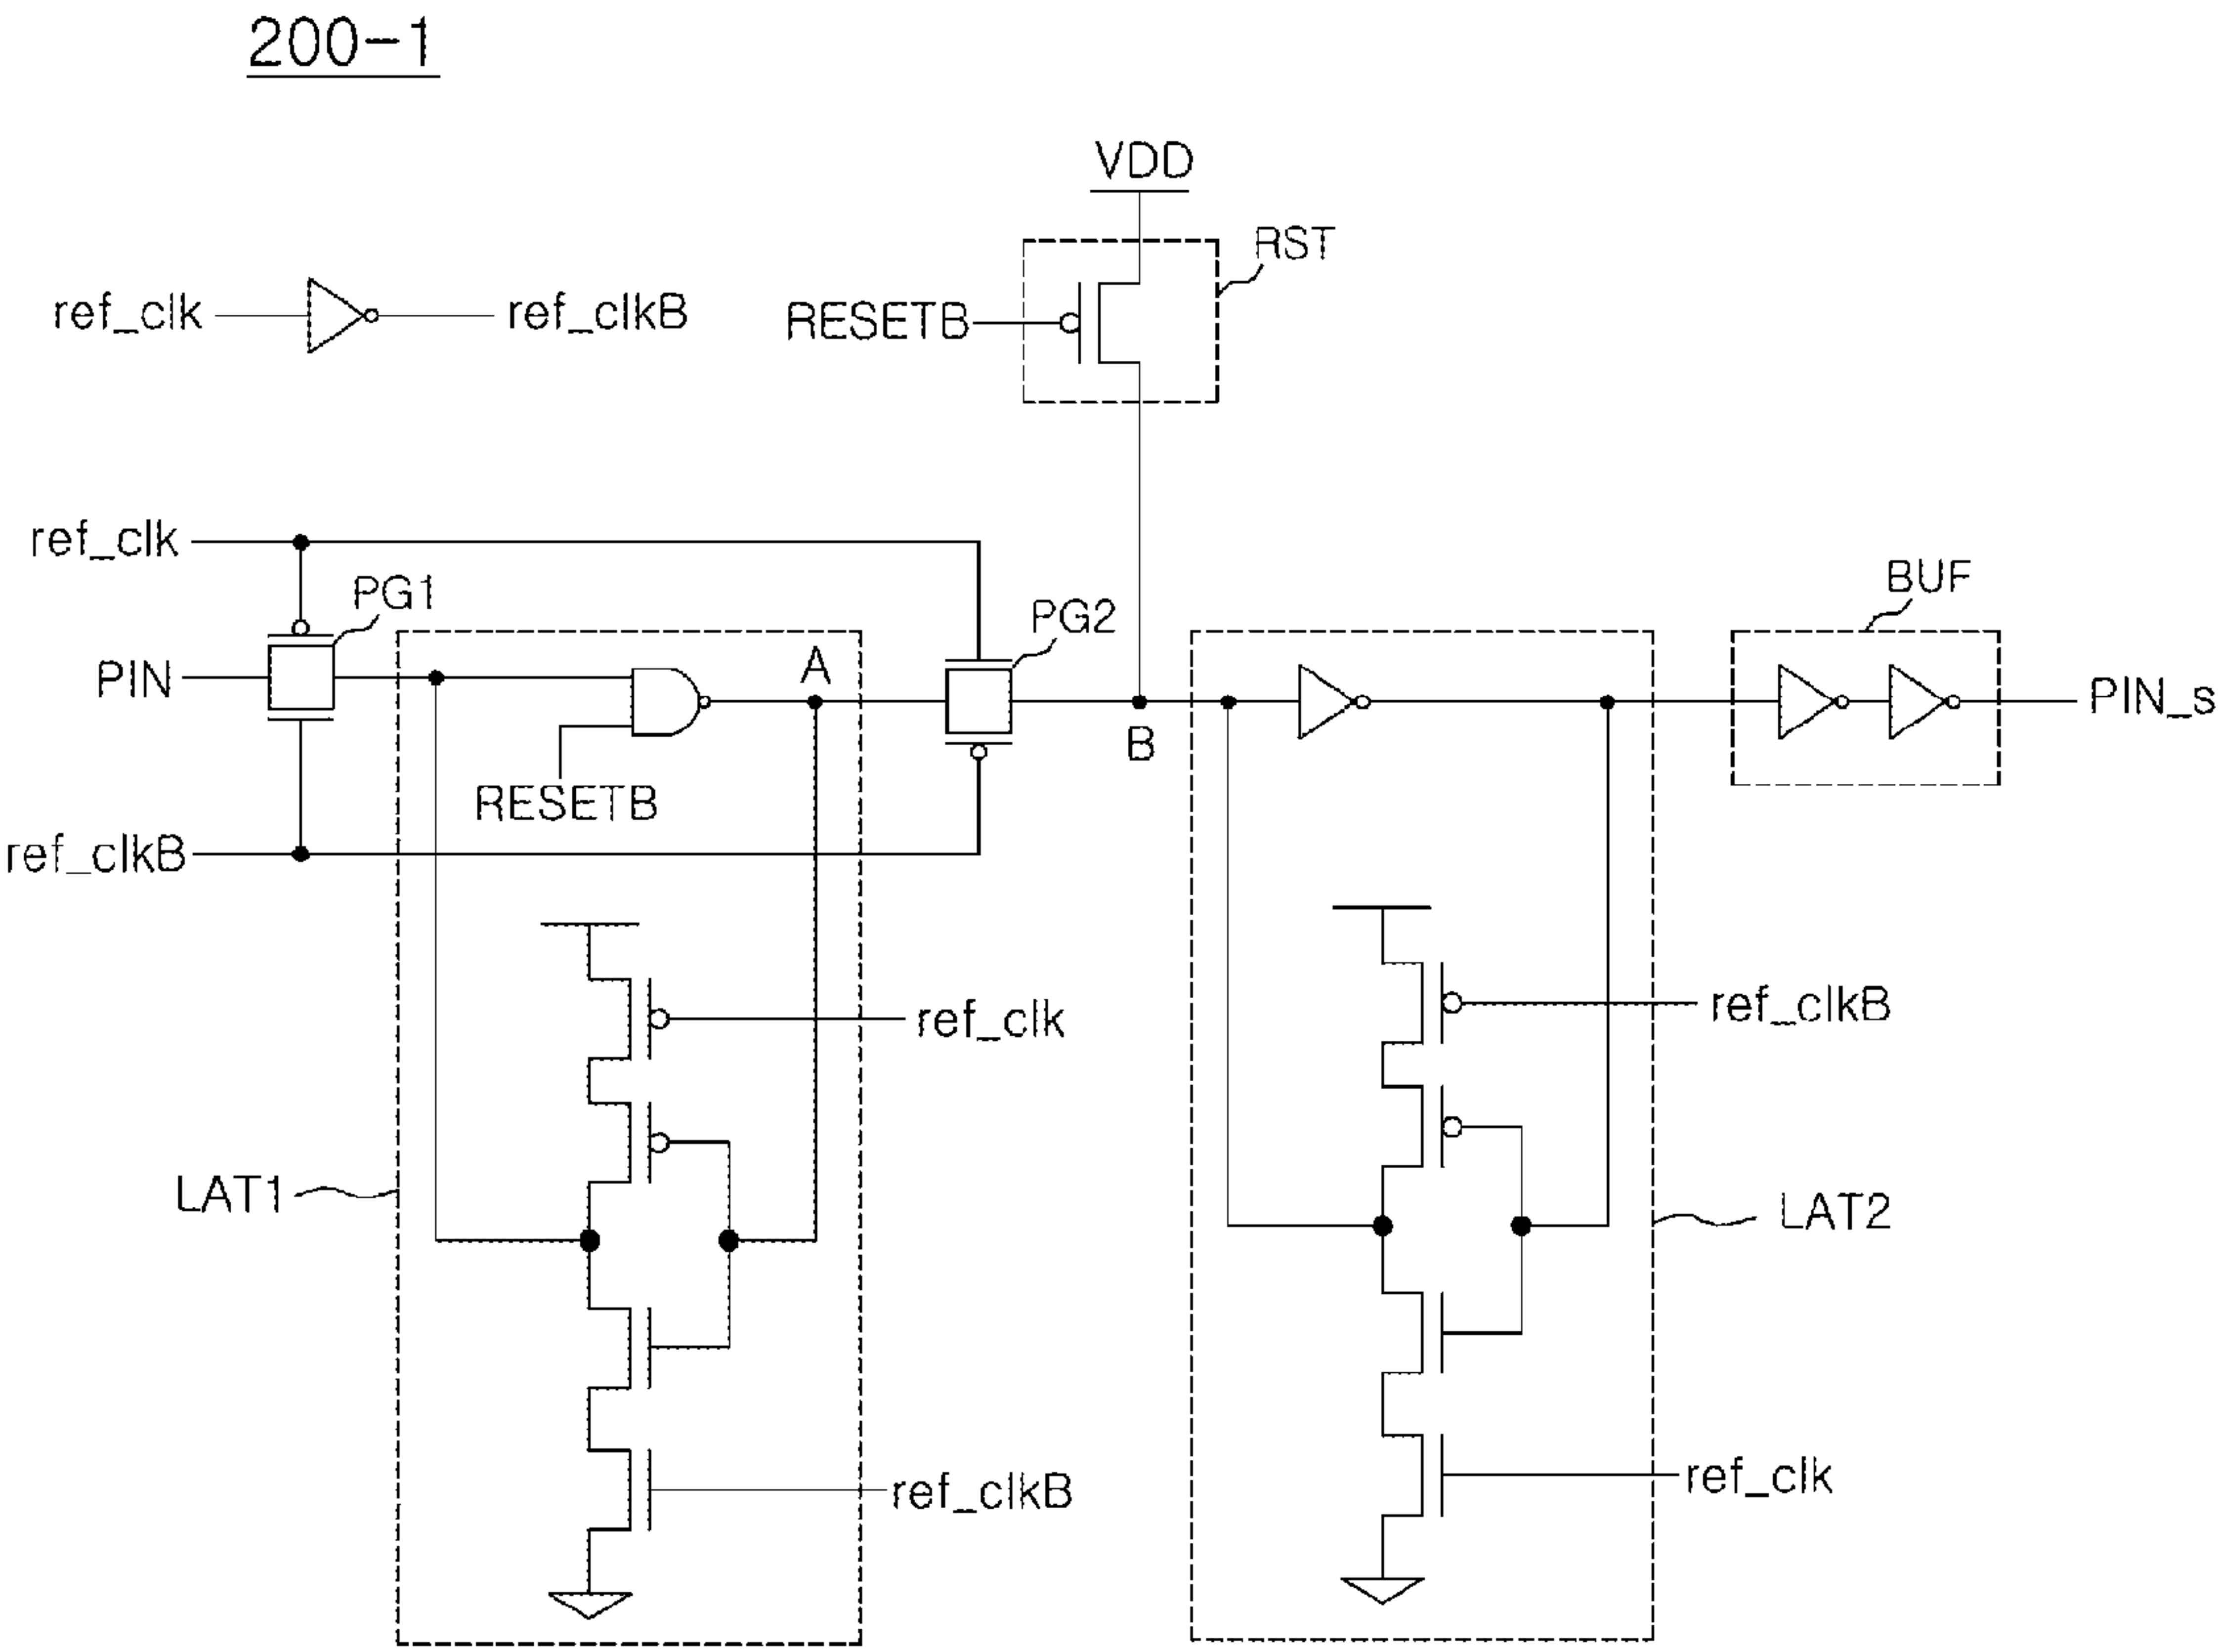 200-1
VDD
RST
ref_clk
ref_clkB
RESETB
ref_clk
PG1
PG2
BUF
PIN
A
B
PIN_s
RESETB
ref_clkB
ref_clk
ref_clkB
LAT1
LAT2
ref_clkB
ref_clk